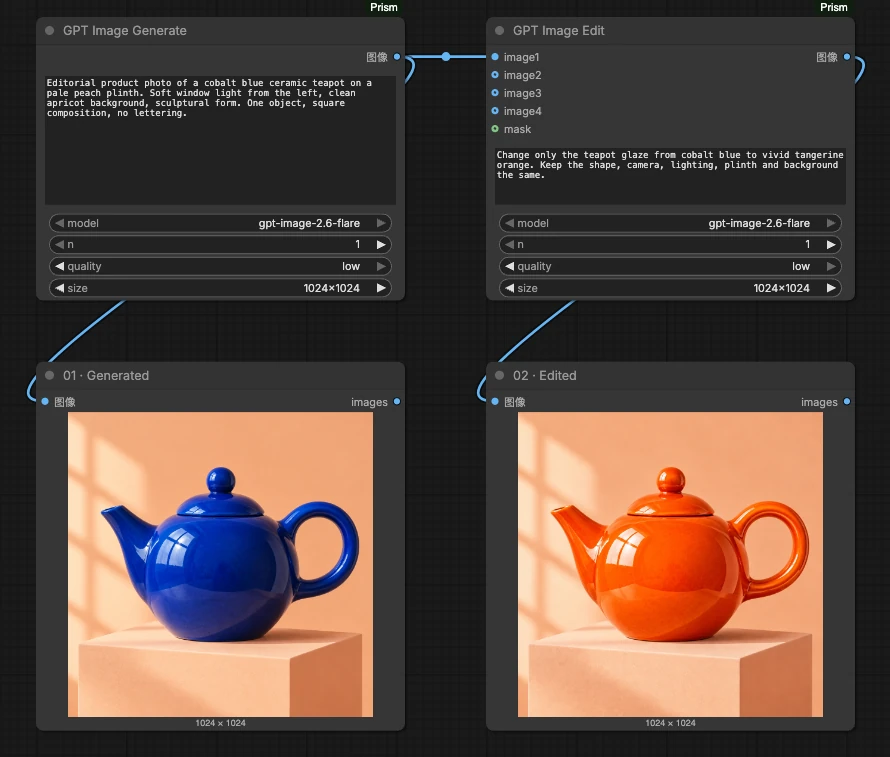 Prism
Prism
GPT Image Generate
图像
Editorial product photo of a cobalt blue ceramic teapot on a
pale peach plinth. Soft window light from the left, clean
apricot background, sculptural form. One object, square
composition, no lettering.
model gpt-image-2.6-flare
n 1
quality low
size 1024×1024
GPT Image Edit
image1 图像
image2
image3
image4
mask
Change only the teapot glaze from cobalt blue to vivid tangerine
orange. Keep the shape, camera, lighting, plinth and background
the same.
model gpt-image-2.6-flare
n 1
quality low
size 1024×1024
01 · Generated
图像 images
1024 × 1024
02 · Edited
图像 images
1024 × 1024